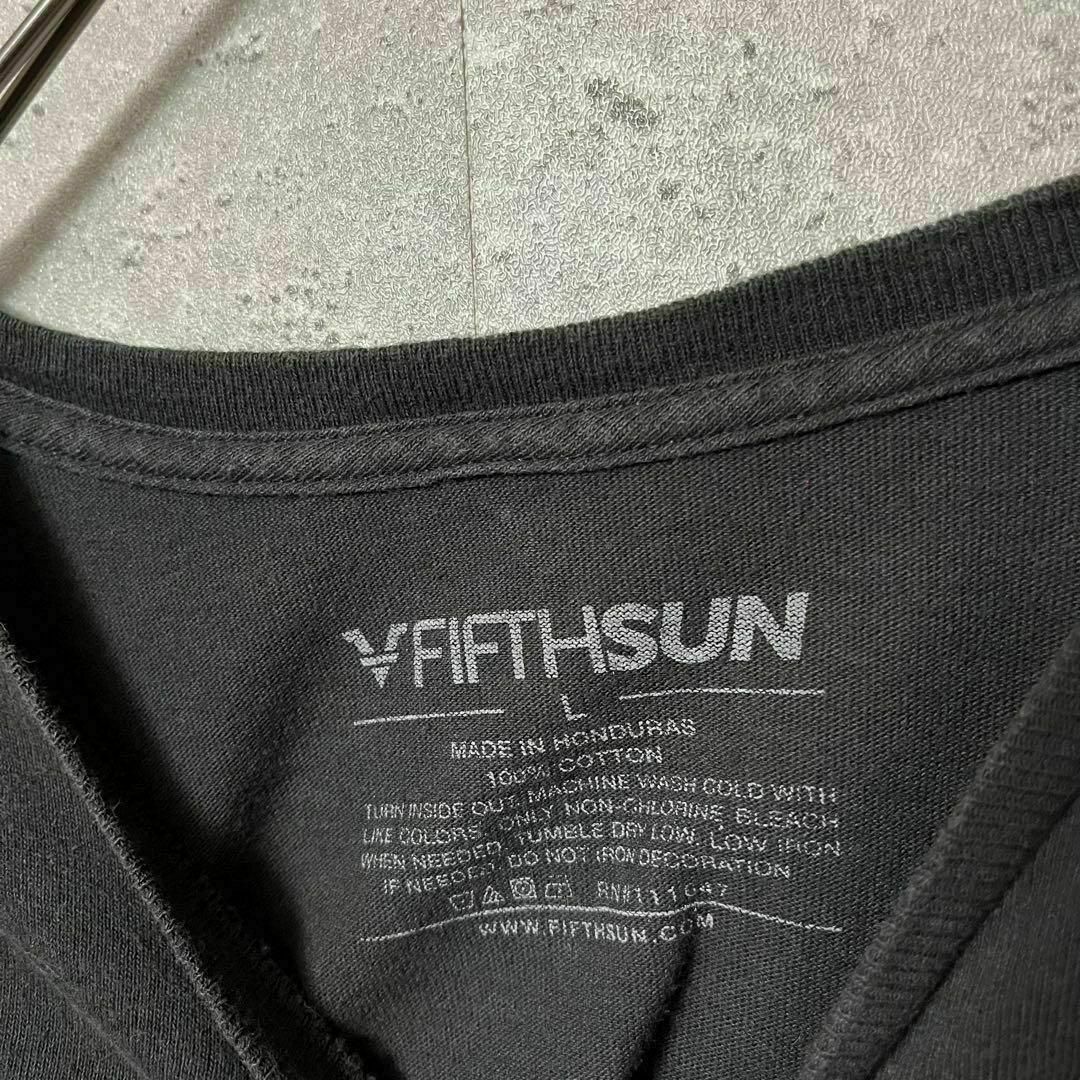 FIFTHSUN
L
MADE IN HONDURAS
100% COTTON
TURN INSIDE OUT, MACHINE WASH COLD WITH
LIKE COLORS, ONLY NON-CHLORINE BLEACH
WHEN NEEDED, TUMBLE DRY LOW, LOW IRON
IF NEEDED, DO NOT IRON DECORATION
WWW.FIFTHSUN.COM